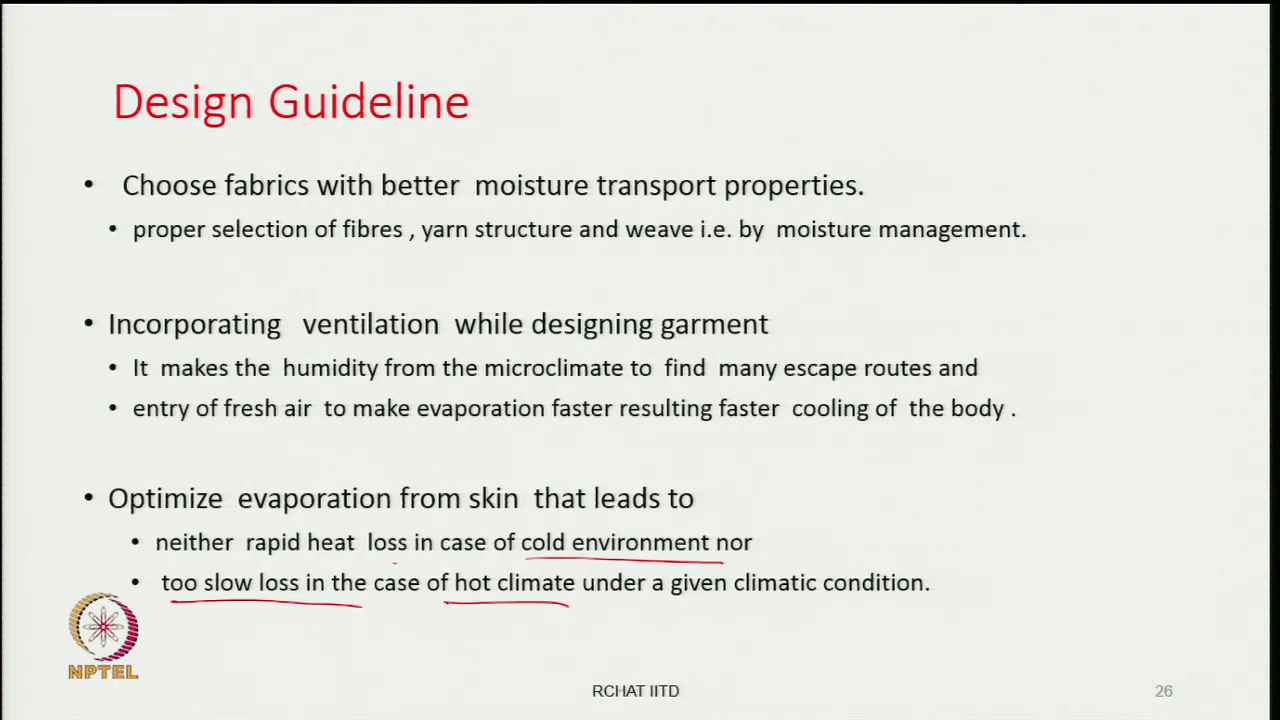 Design Guideline
• Choose fabrics with better moisture transport properties.
• proper selection of fibres , yarn structure and weave i.e. by moisture management.
• Incorporating ventilation while designing garment
• It makes the humidity from the microclimate to find many escape routes and
• entry of fresh air to make evaporation faster resulting faster cooling of the body .
• Optimize evaporation from skin that leads to
• neither rapid heat loss in case of cold environment nor
• too slow loss in the case of hot climate under a given climatic condition.
NPTEL
RCHAT IITD
26